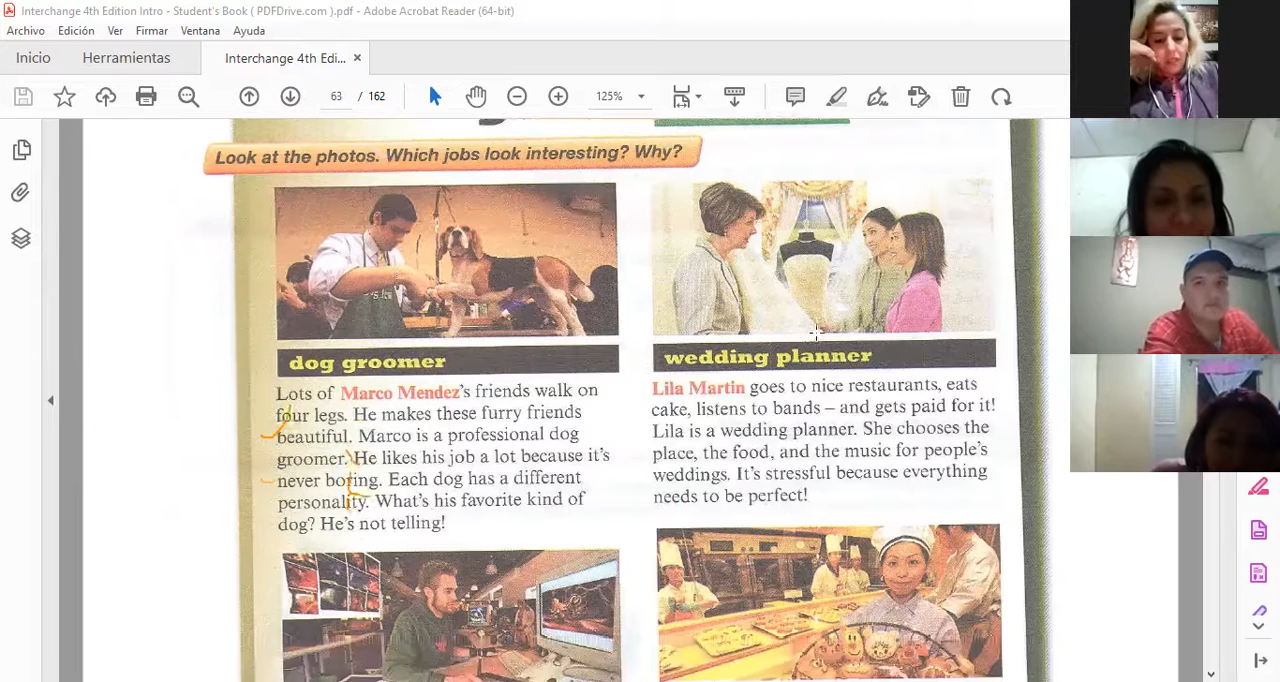 Interchange 4th Edition Intro - Student's Book ( PDFDrive.com ).pdf - Adobe Acrobat Reader (64-bit)
Archivo Edición Ver Firmar Ventana Ayuda
Inicio Herramientas Interchange 4th Edi... ×
63 / 162 125%
Look at the photos. Which jobs look interesting? Why?
dog groomer
Lots of Marco Mendez's friends walk on
four legs. He makes these furry friends
beautiful. Marco is a professional dog
groomer. He likes his job a lot because it's
never boring. Each dog has a different
personality. What's his favorite kind of
dog? He's not telling!
wedding planner
Lila Martin goes to nice restaurants, eats
cake, listens to bands – and gets paid for it!
Lila is a wedding planner. She chooses the
place, the food, and the music for people's
weddings. It's stressful because everything
needs to be perfect!